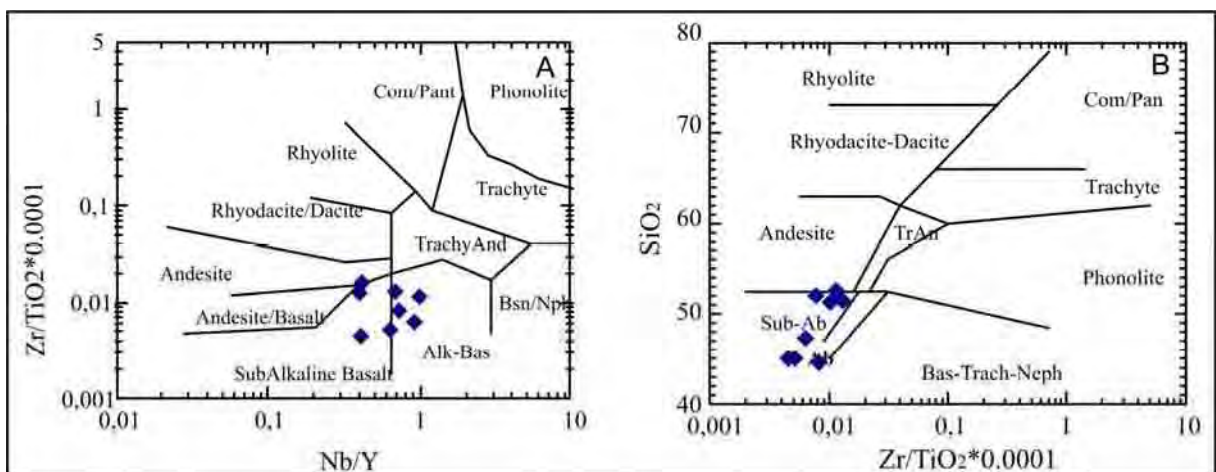 5
A
Com/Pant
Phonolite
1
Rhyolite
Trachyte
0,1
Rhyodacite/Dacite
TrachyAnd
Andesite
0,01
Andesite/Basalt
Bsn/Nph
Alk-Bas
SubAlkaline Basalt
0,001
0,01 0,1 1 10
Nb/Y
Zr/TiO2*0.0001
80
B
Rhyolite
Com/Pan
70
Rhyodacite-Dacite
Trachyte
60
Andesite
TrAn
Phonolite
50
Sub-Ab
Bas-Trach-Neph
40
0,001 0,01 0,1 1 10
Zr/TiO2*0.0001
SiO2